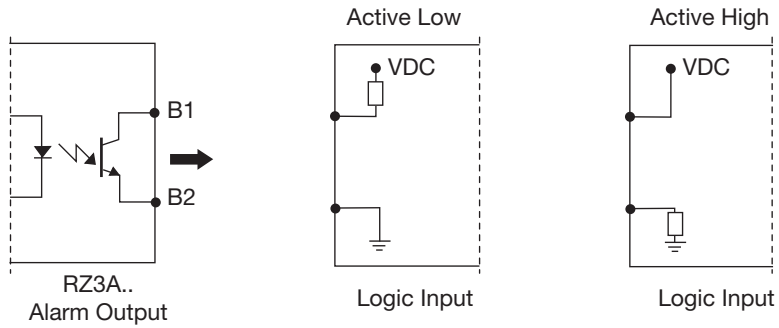 Active Low
Active High
VDC
VDC
B1
B2
RZ3A..
Alarm Output
Logic Input
Logic Input